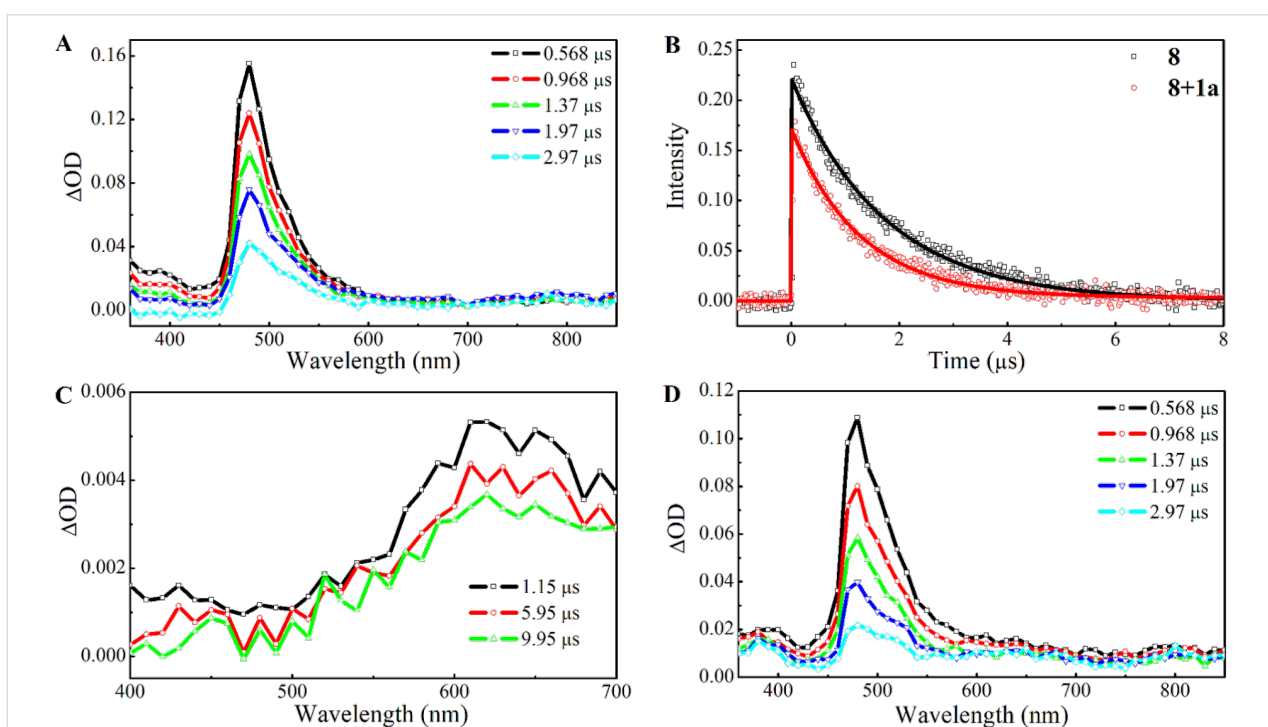 A
0.16
0.12
0.08
0.04
0.00
ΔOD
400 500 600 700 800
Wavelength (nm)
0.568 µs
0.968 µs
1.37 µs
1.97 µs
2.97 µs
B
0.25
0.20
0.15
0.10
0.05
0.00
Intensity
0 2 4 6 8
Time (µs)
8
8+1a
C
0.006
0.004
0.002
0.000
ΔOD
400 500 600 700
Wavelength (nm)
1.15 µs
5.95 µs
9.95 µs
D
0.12
0.10
0.08
0.06
0.04
0.02
0.00
ΔOD
400 500 600 700 800
Wavelength (nm)
0.568 µs
0.968 µs
1.37 µs
1.97 µs
2.97 µs